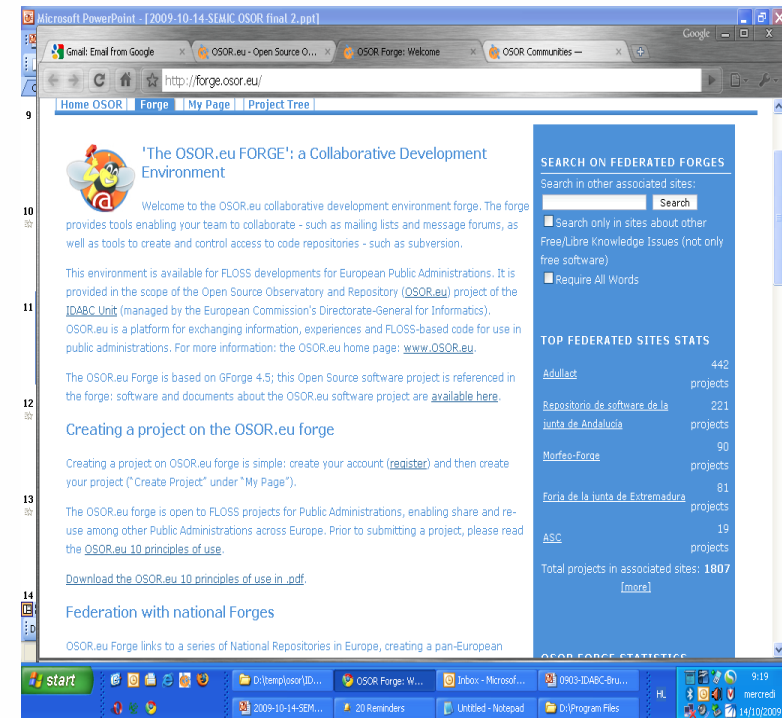 Microsoft PowerPoint - [2009-10-14-SEMIC OSOR final 2.ppt]
Google
Gmail: Email from Google
OSOR.eu - Open Source O...
OSOR Forge: Welcome
OSOR Communities —
http://forge.osor.eu/
Home OSOR
Forge
My Page
Project Tree
9
10
11
12
13
14
'The OSOR.eu FORGE': a Collaborative Development
Environment
Welcome to the OSOR.eu collaborative development environment forge. The forge
provides tools enabling your team to collaborate - such as mailing lists and message forums, as
well as tools to create and control access to code repositories - such as subversion.
This environment is available for FLOSS developments for European Public Administrations. It is
provided in the scope of the Open Source Observatory and Repository (OSOR.eu) project of the
IDABC Unit (managed by the European Commission's Directorate-General for Informatics).
OSOR.eu is a platform for exchanging information, experiences and FLOSS-based code for use in
public administrations. For more information: the OSOR.eu home page: www.OSOR.eu.
The OSOR.eu Forge is based on GForge 4.5; this Open Source software project is referenced in
the forge: software and documents about the OSOR.eu software project are available here.
Creating a project on the OSOR.eu forge
Creating a project on OSOR.eu forge is simple: create your account (register) and then create
your project ("Create Project" under "My Page").
The OSOR.eu forge is open to FLOSS projects for Public Administrations, enabling share and re-
use among other Public Administrations across Europe. Prior to submitting a project, please read
the OSOR.eu 10 principles of use.
Download the OSOR.eu 10 principles of use in .pdf.
Federation with national Forges
OSOR.eu Forge links to a series of National Repositories in Europe, creating a pan-European
SEARCH ON FEDERATED FORGES
Search in other associated sites:
Search
Search only in sites about other
Free/Libre Knowledge Issues (not only
free software)
Require All Words
TOP FEDERATED SITES STATS
Adullact 442 projects
Repositorio de software de la junta de Andalucia 221 projects
Morfeo-Forge 90 projects
Forja de la junta de Extremadura 81 projects
ASC 19 projects
Total projects in associated sites: 1807
[more]
OSOR FORGE STATISTICS
start
D:\temp\osor\ID...
OSOR Forge: W...
Inbox - Microsof...
0903-IDABC-Bru...
2009-10-14-SEM...
20 Reminders
Untitled - Notepad
D:\Program Files
9:19
mercredi
14/10/2009